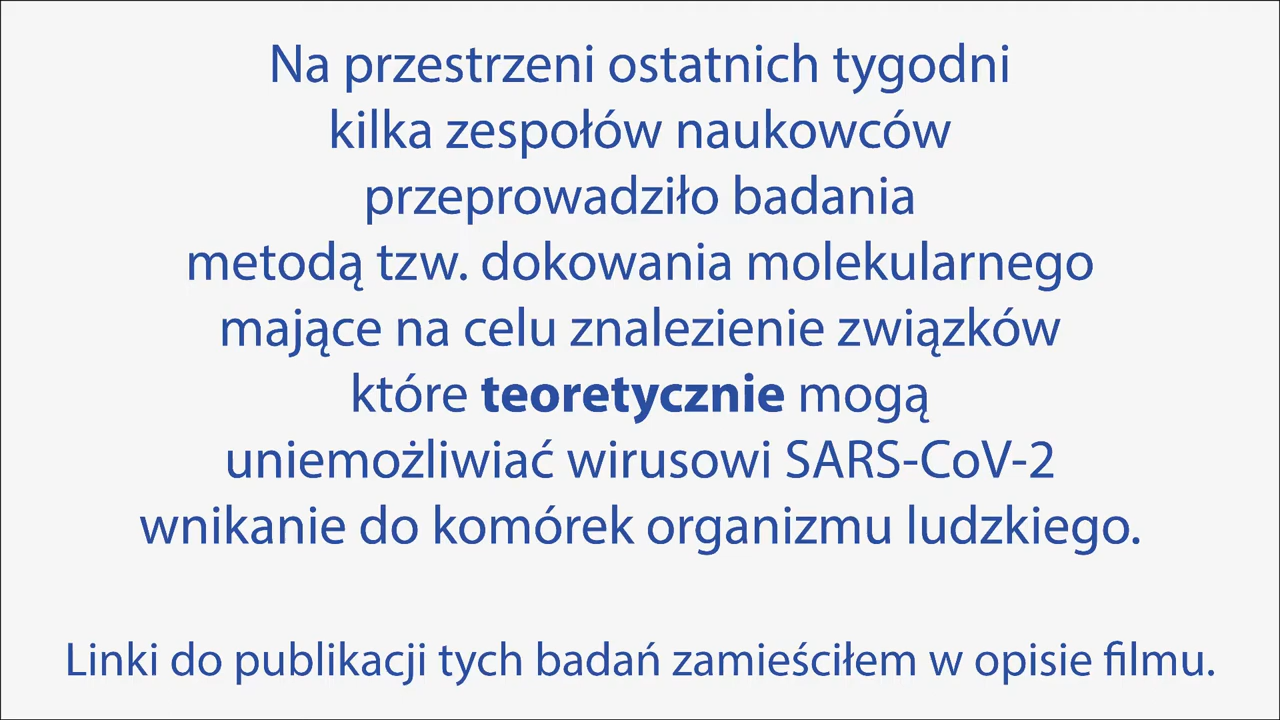 Na przestrzeni ostatnich tygodni
kilka zespołów naukowców
przeprowadziło badania
metodą tzw. dokowania molekularnego
mające na celu znalezienie związków
które teoretycznie mogą
uniemożliwiać wirusowi SARS-CoV-2
wnikanie do komórek organizmu ludzkiego.
Linki do publikacji tych badań zamieściłem w opisie filmu.